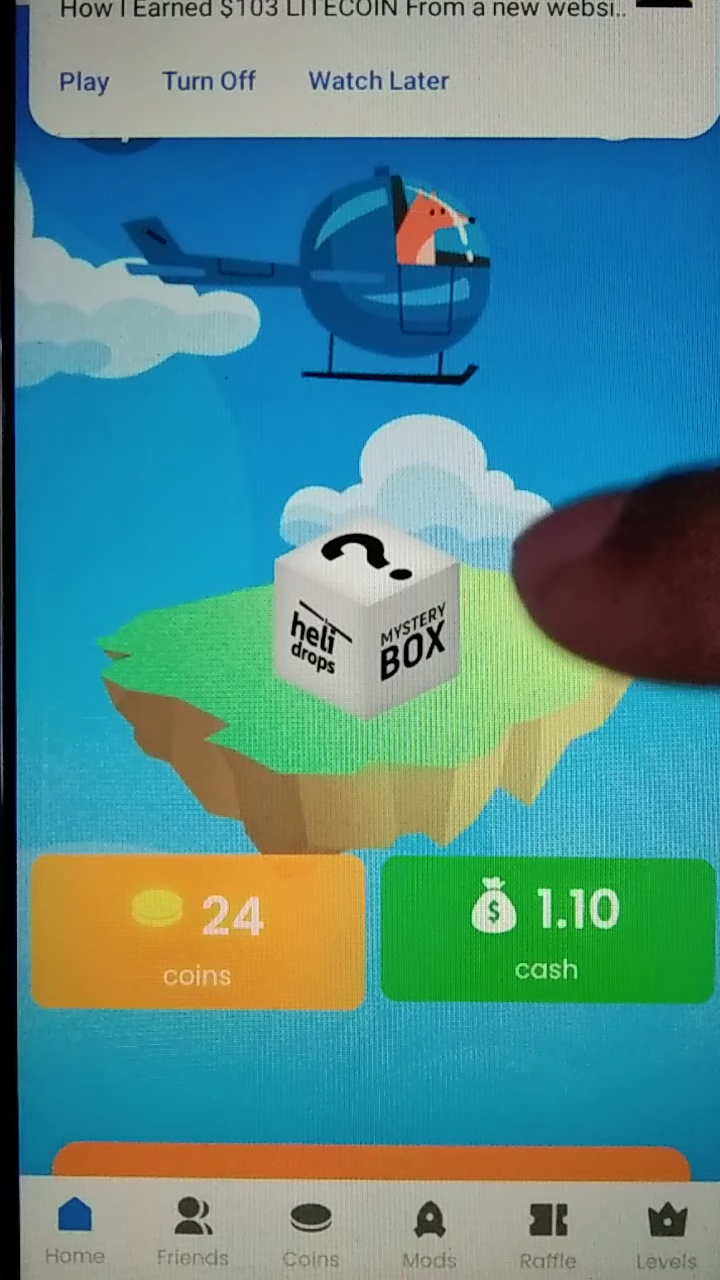 How I Earned $103 LITECOIN From a new websi..
Play Turn Off Watch Later
?
heli
drops
MYSTERY
BOX
$
24
coins
1.10
cash
Home Friends Coins Mods Raffle Levels